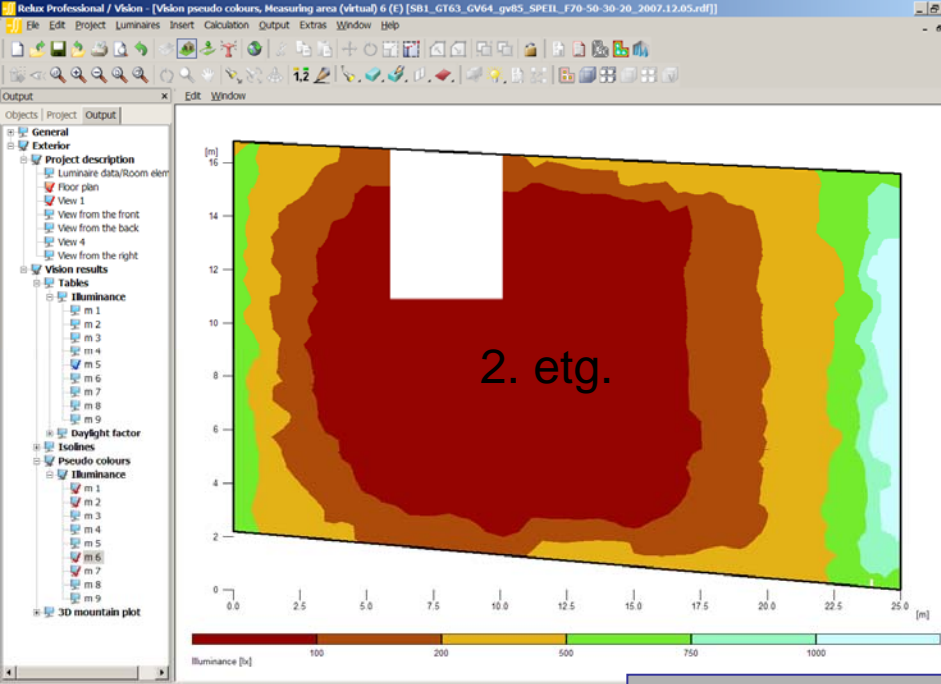 Relux Professional / Vision - [Vision pseudo colours, Measuring area (virtual) 6 (E) [SB1_GT63_GV64_gv85_SPEIL_F70-50-30-20_2007.12.05.rdf]]
File Edit Project Luminaires Insert Calculation Output Extras Window Help
1,2
Output x Edit Window
Objects Project Output
General
Exterior
Project description
Luminaire data/Room elem
Floor plan
View 1
View from the front
View from the back
View 4
View from the right
Vision results
Tables
Illuminance
m 1
m 2
m 3
m 4
m 5
m 6
m 7
m 8
m 9
Daylight factor
Isolines
Pseudo colours
Illuminance
m 1
m 2
m 3
m 4
m 5
m 6
m 7
m 8
m 9
3D mountain plot
[m]
16
14
12
10
8
6
4
2
0
2. etg.
0.0 2.5 5.0 7.5 10.0 12.5 15.0 17.5 20.0 22.5 25.0
[m]
100 200 500 750 1000
Illuminance [lx]